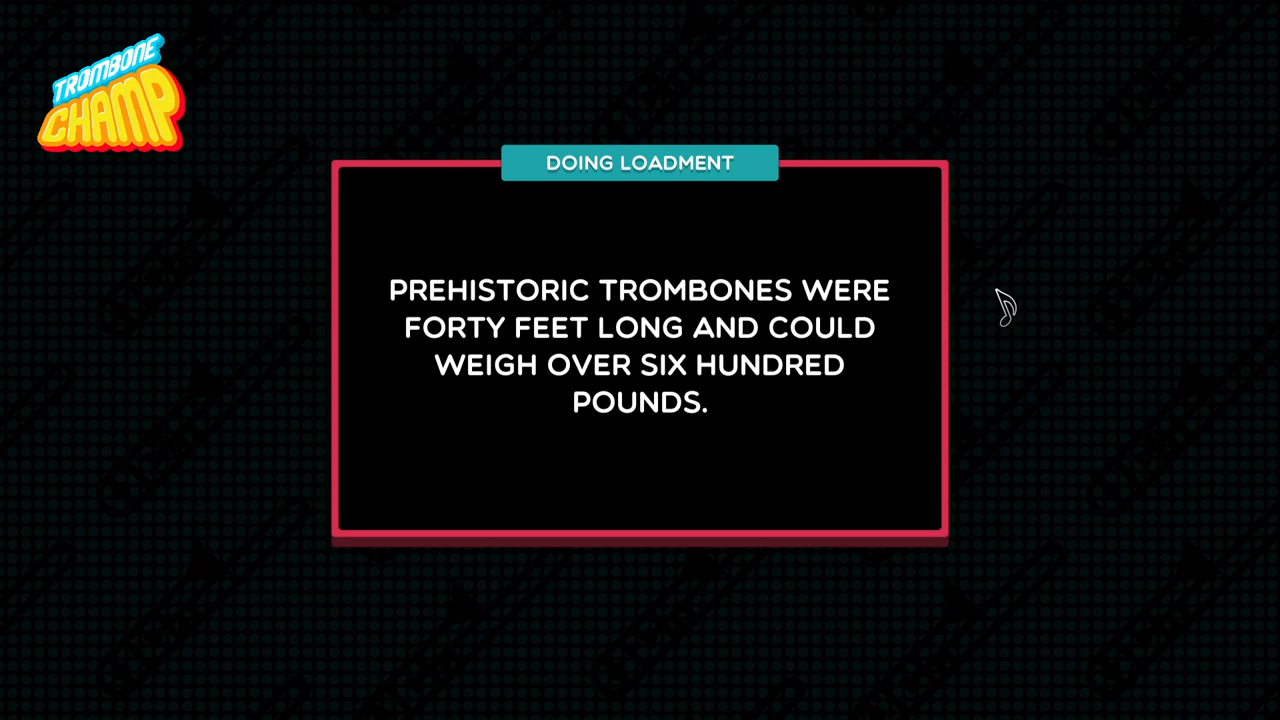 TROMBONE
CHAMP
DOING LOADMENT
PREHISTORIC TROMBONES WERE
FORTY FEET LONG AND COULD
WEIGH OVER SIX HUNDRED
POUNDS.